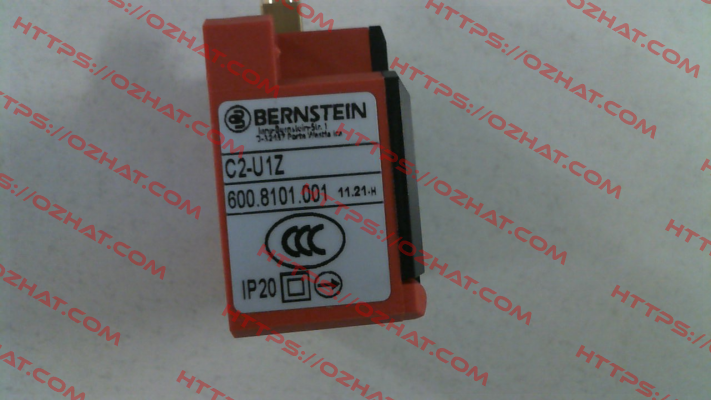 BERNSTEIN
C2-U1Z
600.8101.001 11.21-H
CCC
IP20
HTTPS://OZHAT.COM